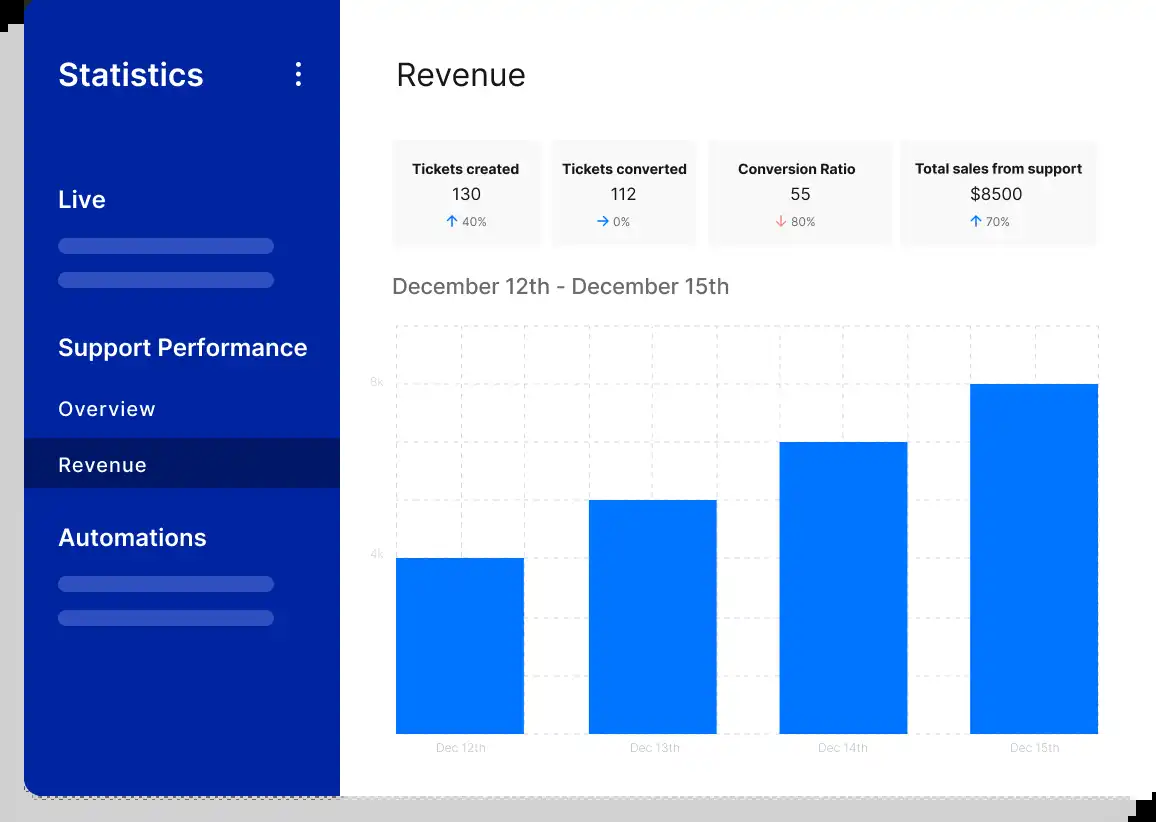 Statistics
Live
Support Performance
Overview
Revenue
Automations
Revenue
Tickets created
130
↑ 40%
Tickets converted
112
→ 0%
Conversion Ratio
55
↓ 80%
Total sales from support
$8500
↑ 70%
December 12th - December 15th
8k
4k
Dec 12th
Dec 13th
Dec 14th
Dec 15th